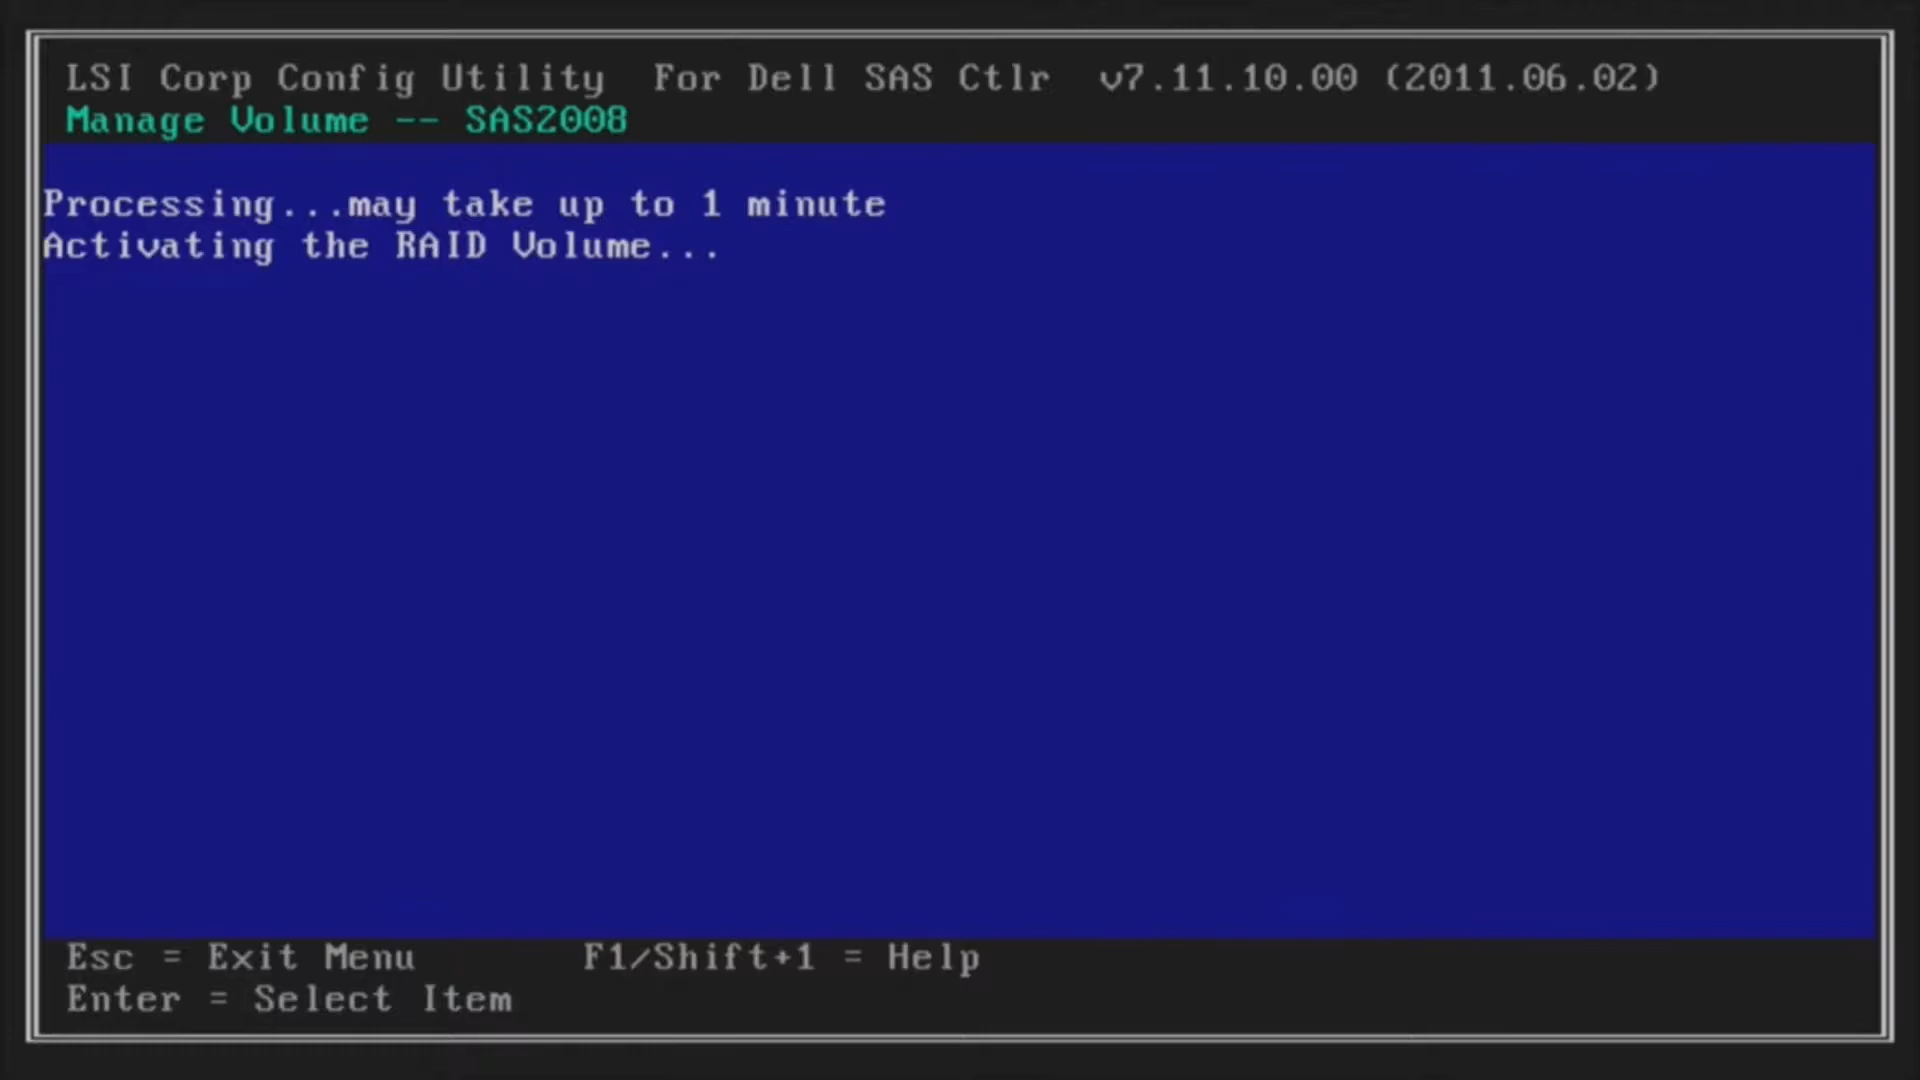 LSI Corp Config Utility  For Dell SAS Ctlr  v7.11.10.00 (2011.06.02)
Manage Volume -- SAS2008
Processing...may take up to 1 minute
Activating the RAID Volume...
Esc = Exit Menu       F1/Shift+1 = Help
Enter = Select Item